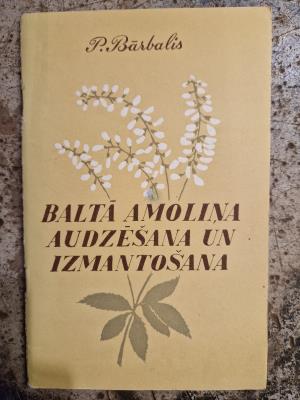 P. Bārbalis
BALTĀ AMOLIŅA
AUDZĒŠANA UN
IZMANTOŠANA